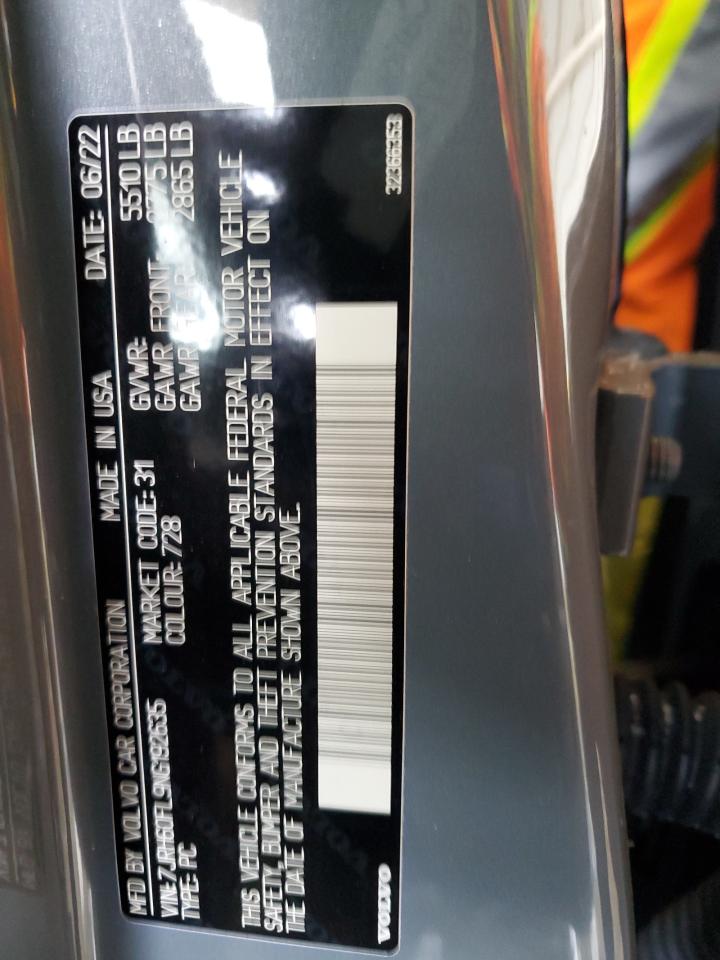 MFD BY VOLVO CAR CORPORATION MADE IN USA DATE: 06/22
VIN: 7JRH60FL9NG192635 MARKET CODE: 31 GVWR: 5510 LB
TYPE: PC COLOUR: 728 GAWR FRONT 2775 LB
GAWR REAR 2865 LB
THIS VEHICLE CONFORMS TO ALL APPLICABLE FEDERAL MOTOR VEHICLE
SAFETY, BUMPER AND THEFT PREVENTION STANDARDS IN EFFECT ON
THE DATE OF MANUFACTURE SHOWN ABOVE.
VOLVO 32366353